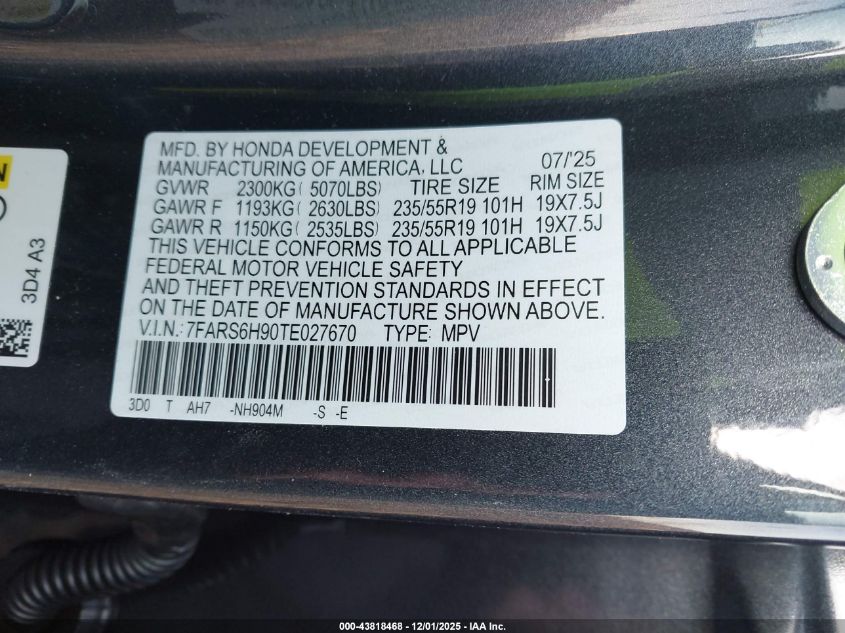 MFD. BY HONDA DEVELOPMENT &
MANUFACTURING OF AMERICA, LLC 07/'25
GVWR 2300KG( 5070LBS) TIRE SIZE RIM SIZE
GAWR F 1193KG( 2630LBS) 235/55R19 101H 19X7.5J
GAWR R 1150KG( 2535LBS) 235/55R19 101H 19X7.5J
THIS VEHICLE CONFORMS TO ALL APPLICABLE
FEDERAL MOTOR VEHICLE SAFETY
AND THEFT PREVENTION STANDARDS IN EFFECT
ON THE DATE OF MANUFACTURE SHOWN ABOVE.
V.I.N.:7FARS6H90TE027670 TYPE: MPV
3D0 T AH7 -NH904M -S -E
3D4 A3
000-43818468 - 12/01/2025 - IAA Inc.